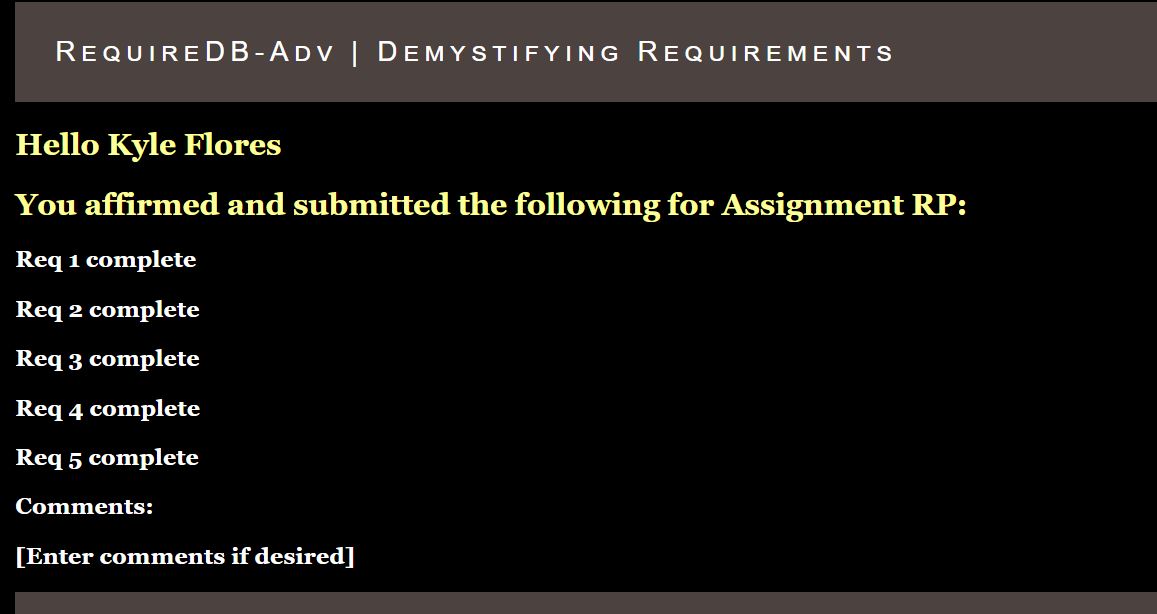 RequireDB-Adv | Demystifying Requirements
Hello Kyle Flores
You affirmed and submitted the following for Assignment RP:
Req 1 complete
Req 2 complete
Req 3 complete
Req 4 complete
Req 5 complete
Comments:
[Enter comments if desired]